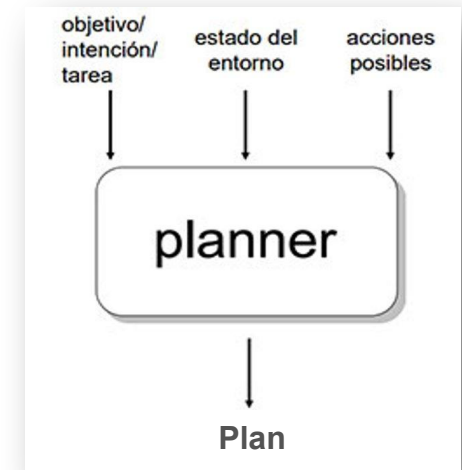 objetivo/
intención/
tarea
estado del
entorno
acciones
posibles
planner
Plan